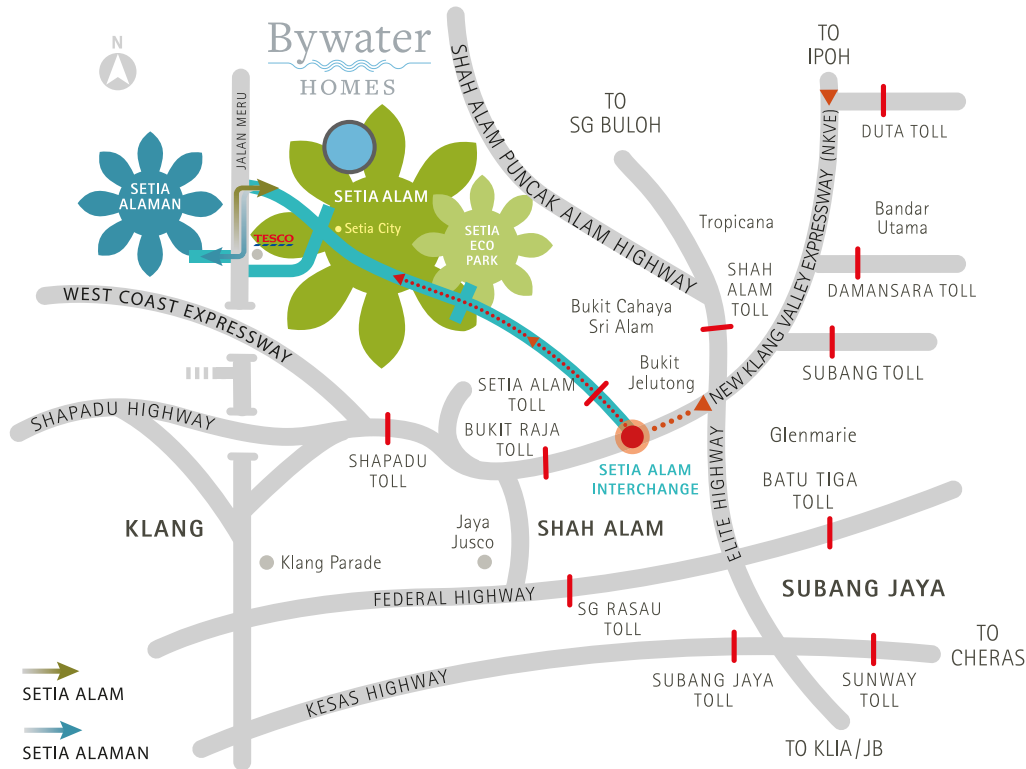 N
Bywater
HOMES
JALAN MERU
SETIA
ALAMAN
TESCO
SETIA ALAM
Setia City
SETIA
ECO
PARK
SHAH ALAM PUNCAK ALAM HIGHWAY
TO
SG BULOH
TO
IPOH
DUTA TOLL
NEW KLANG VALLEY EXPRESSWAY (NKVE)
Tropicana
Bandar
Utama
SHAH
ALAM
TOLL
DAMANSARA TOLL
Bukit Cahaya
Sri Alam
SUBANG TOLL
Bukit
Jelutong
WEST COAST EXPRESSWAY
SHAPADU HIGHWAY
SETIA ALAM
TOLL
BUKIT RAJA
TOLL
SHAPADU
TOLL
SETIA ALAM
INTERCHANGE
Glenmarie
BATU TIGA
TOLL
ELITE HIGHWAY
KLANG
Jaya
Jusco
SHAH ALAM
Klang Parade
FEDERAL HIGHWAY
SG RASAU
TOLL
SUBANG JAYA
KESAS HIGHWAY
SUBANG JAYA
TOLL
SUNWAY
TOLL
TO
CHERAS
TO KLIA/JB
SETIA ALAM
SETIA ALAMAN